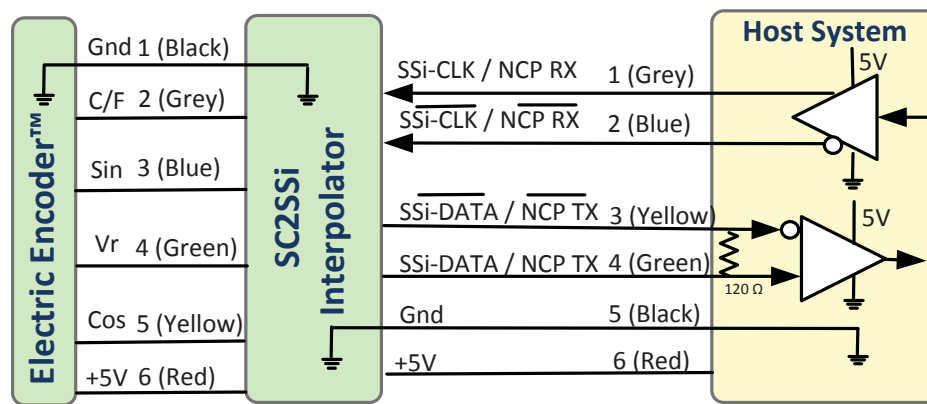 Electric Encoder™
Gnd 1 (Black)
C/F 2 (Grey)
Sin 3 (Blue)
Vr 4 (Green)
Cos 5 (Yellow)
+5V 6 (Red)
SC2SSi
Interpolator
SSi-CLK / NCP RX 1 (Grey)
SSi-CLK / NCP RX 2 (Blue)
SSi-DATA / NCP TX 3 (Yellow)
SSi-DATA / NCP TX 4 (Green)
Gnd 5 (Black)
+5V 6 (Red)
Host System
5V
5V
120 Ω